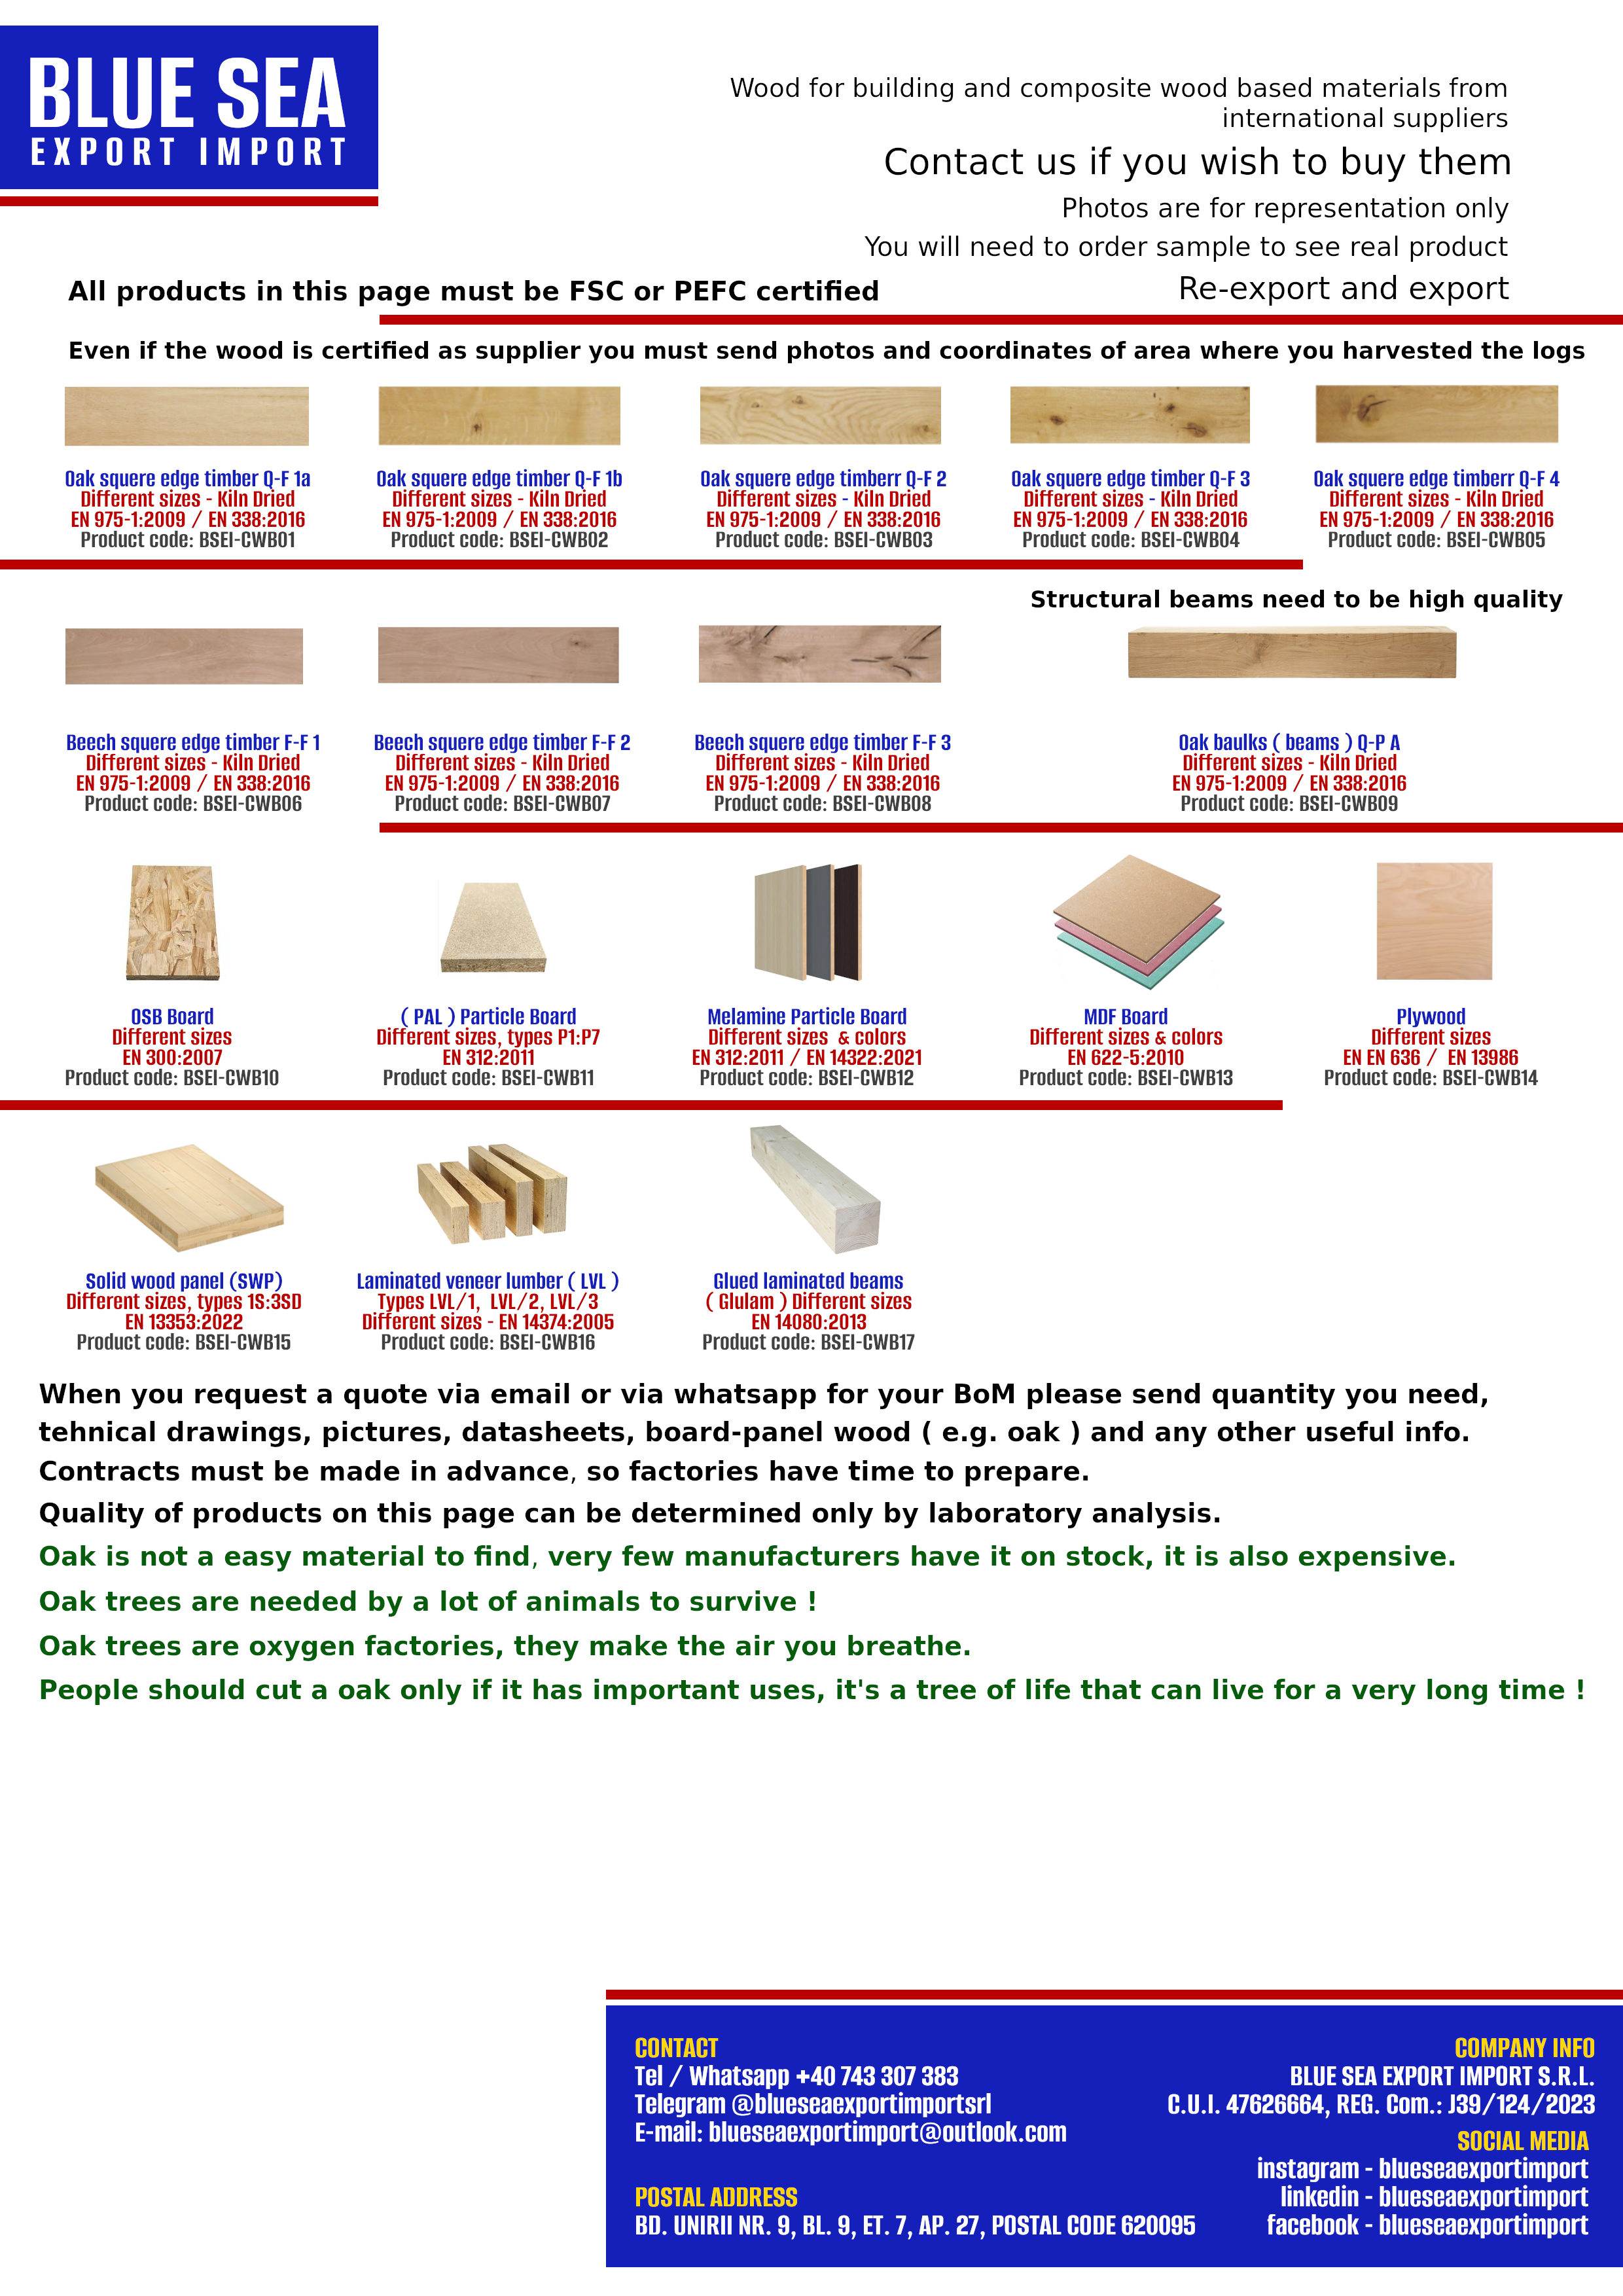 BLUE SEA
EXPORT IMPORT
Wood for building and composite wood based materials from
international suppliers
Contact us if you wish to buy them
Photos are for representation only
You will need to order sample to see real product
Re-export and export
All products in this page must be FSC or PEFC certified
Even if the wood is certified as supplier you must send photos and coordinates of area where you harvested the logs
Oak squere edge timber Q-F 1a
Different sizes - Kiln Dried
EN 975-1:2009 / EN 338:2016
Product code: BSEI-CWB01
Oak squere edge timber Q-F 1b
Different sizes - Kiln Dried
EN 975-1:2009 / EN 338:2016
Product code: BSEI-CWB02
Oak squere edge timberr Q-F 2
Different sizes - Kiln Dried
EN 975-1:2009 / EN 338:2016
Product code: BSEI-CWB03
Oak squere edge timber Q-F 3
Different sizes - Kiln Dried
EN 975-1:2009 / EN 338:2016
Product code: BSEI-CWB04
Oak squere edge timberr Q-F 4
Different sizes - Kiln Dried
EN 975-1:2009 / EN 338:2016
Product code: BSEI-CWB05
Structural beams need to be high quality
Beech squere edge timber F-F 1
Different sizes - Kiln Dried
EN 975-1:2009 / EN 338:2016
Product code: BSEI-CWB06
Beech squere edge timber F-F 2
Different sizes - Kiln Dried
EN 975-1:2009 / EN 338:2016
Product code: BSEI-CWB07
Beech squere edge timber F-F 3
Different sizes - Kiln Dried
EN 975-1:2009 / EN 338:2016
Product code: BSEI-CWB08
Oak baulks ( beams ) Q-P A
Different sizes - Kiln Dried
EN 975-1:2009 / EN 338:2016
Product code: BSEI-CWB09
OSB Board
Different sizes
EN 300:2007
Product code: BSEI-CWB10
( PAL ) Particle Board
Different sizes, types P1:P7
EN 312:2011
Product code: BSEI-CWB11
Melamine Particle Board
Different sizes & colors
EN 312:2011 / EN 14322:2021
Product code: BSEI-CWB12
MDF Board
Different sizes & colors
EN 622-5:2010
Product code: BSEI-CWB13
Plywood
Different sizes
EN EN 636 / EN 13986
Product code: BSEI-CWB14
Solid wood panel (SWP)
Different sizes, types 1S:3SD
EN 13353:2022
Product code: BSEI-CWB15
Laminated veneer lumber ( LVL )
Types LVL/1, LVL/2, LVL/3
Different sizes - EN 14374:2005
Product code: BSEI-CWB16
Glued laminated beams
( Glulam ) Different sizes
EN 14080:2013
Product code: BSEI-CWB17
When you request a quote via email or via whatsapp for your BoM please send quantity you need,
tehnical drawings, pictures, datasheets, board-panel wood ( e.g. oak ) and any other useful info.
Contracts must be made in advance, so factories have time to prepare.
Quality of products on this page can be determined only by laboratory analysis.
Oak is not a easy material to find, very few manufacturers have it on stock, it is also expensive.
Oak trees are needed by a lot of animals to survive !
Oak trees are oxygen factories, they make the air you breathe.
People should cut a oak only if it has important uses, it's a tree of life that can live for a very long time !
CONTACT
Tel / Whatsapp +40 743 307 383
Telegram @blueseaexportimportsrl
E-mail: blueseaexportimport@outlook.com
POSTAL ADDRESS
BD. UNIRII NR. 9, BL. 9, ET. 7, AP. 27, POSTAL CODE 620095
COMPANY INFO
BLUE SEA EXPORT IMPORT S.R.L.
C.U.I. 47626664, REG. Com.: J39/124/2023
SOCIAL MEDIA
instagram - blueseaexportimport
linkedin - blueseaexportimport
facebook - blueseaexportimport